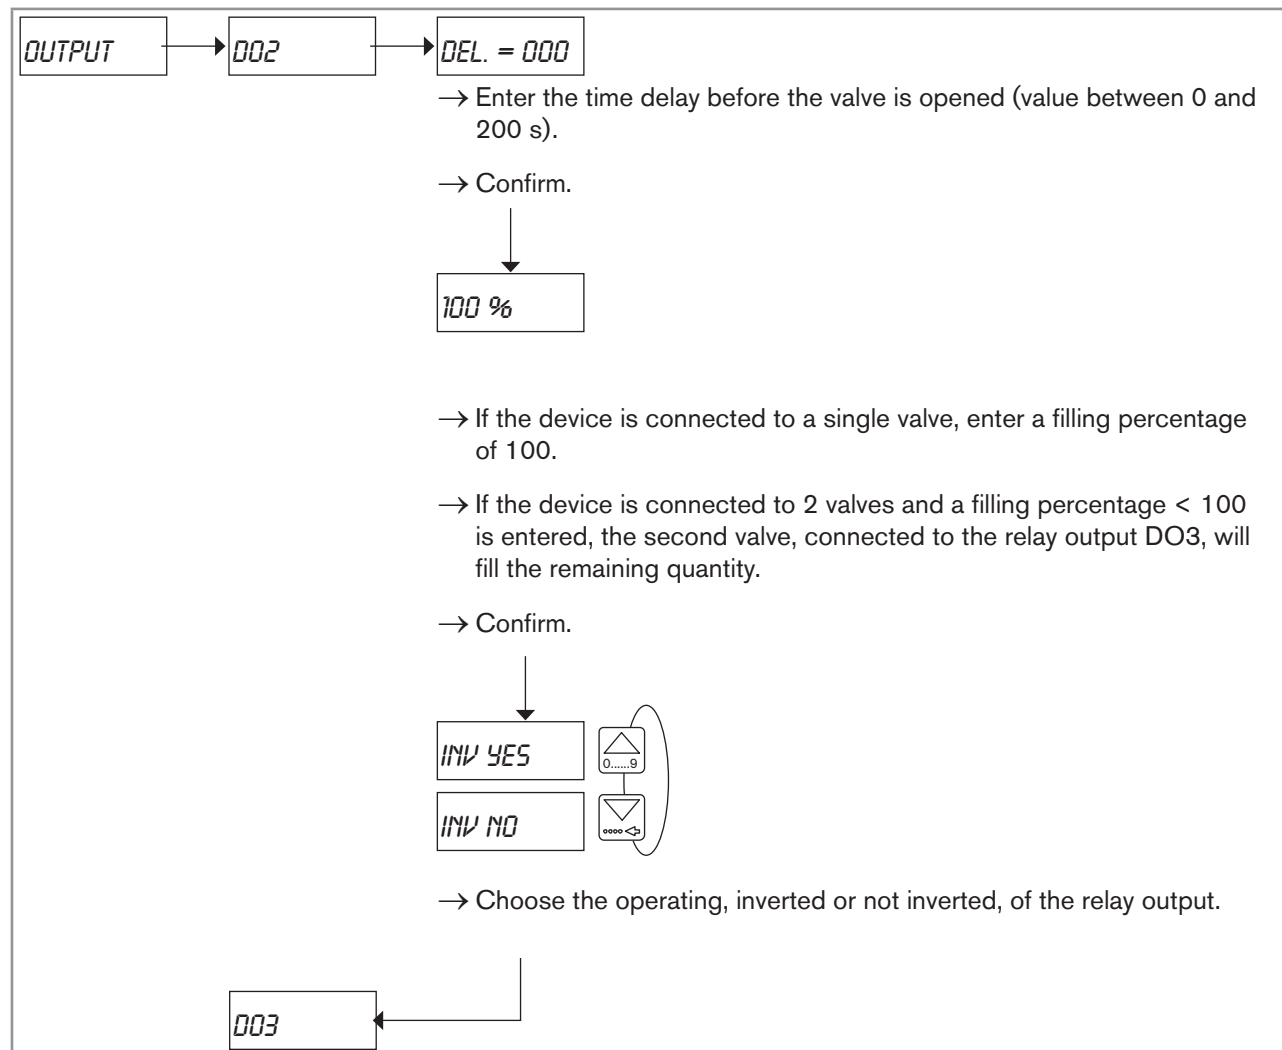 OUTPUT DO2 DEL. = 000
→ Enter the time delay before the valve is opened (value between 0 and
200 s).
→ Confirm.
100 %
→ If the device is connected to a single valve, enter a filling percentage
of 100.
→ If the device is connected to 2 valves and a filling percentage < 100
is entered, the second valve, connected to the relay output DO3, will
fill the remaining quantity.
→ Confirm.
INV YES
0......9
INV NO
→ Choose the operating, inverted or not inverted, of the relay output.
DO3